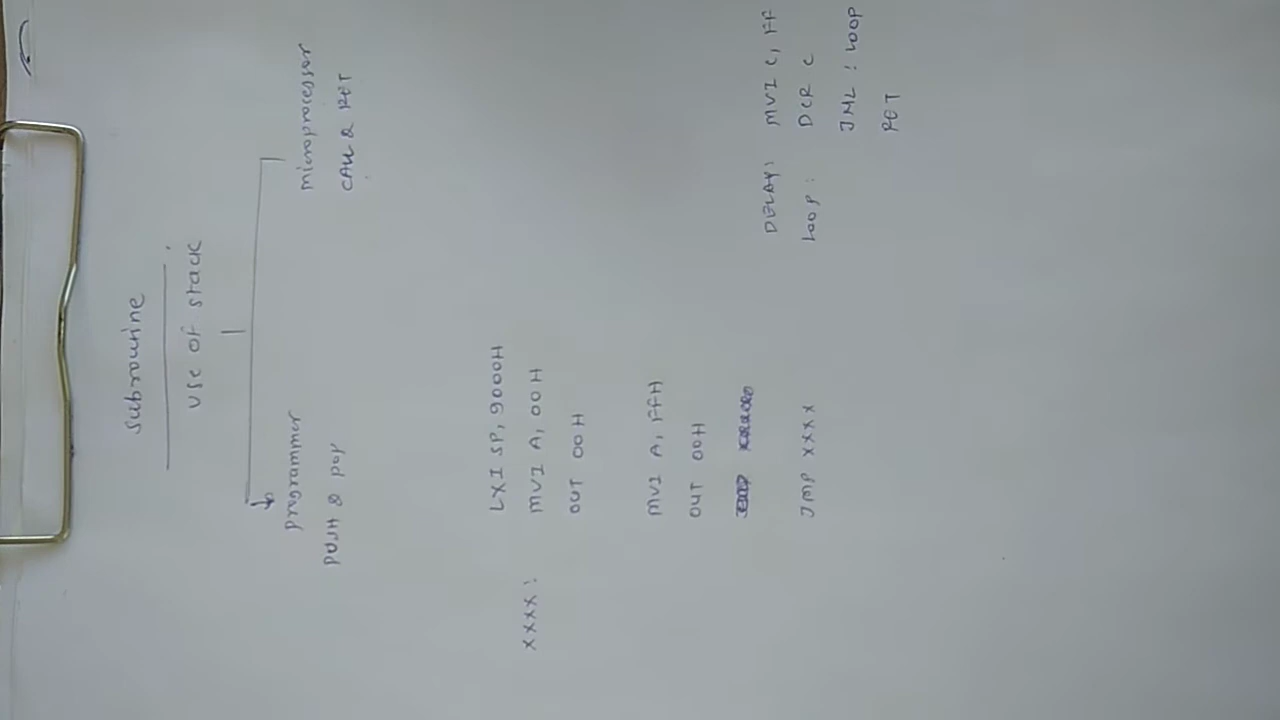 subroutine
use of stack
programmer
PUSH & POP
microprocessor
CALL & RET
LXI SP, 9000H
XXXX : MVI A, 00H
OUT 00H
MVI A, FFH
OUT 00H
JMP XXXX
DELAY: MVI C, FF
LOOP : DCR C
JNZ : LOOP
RET